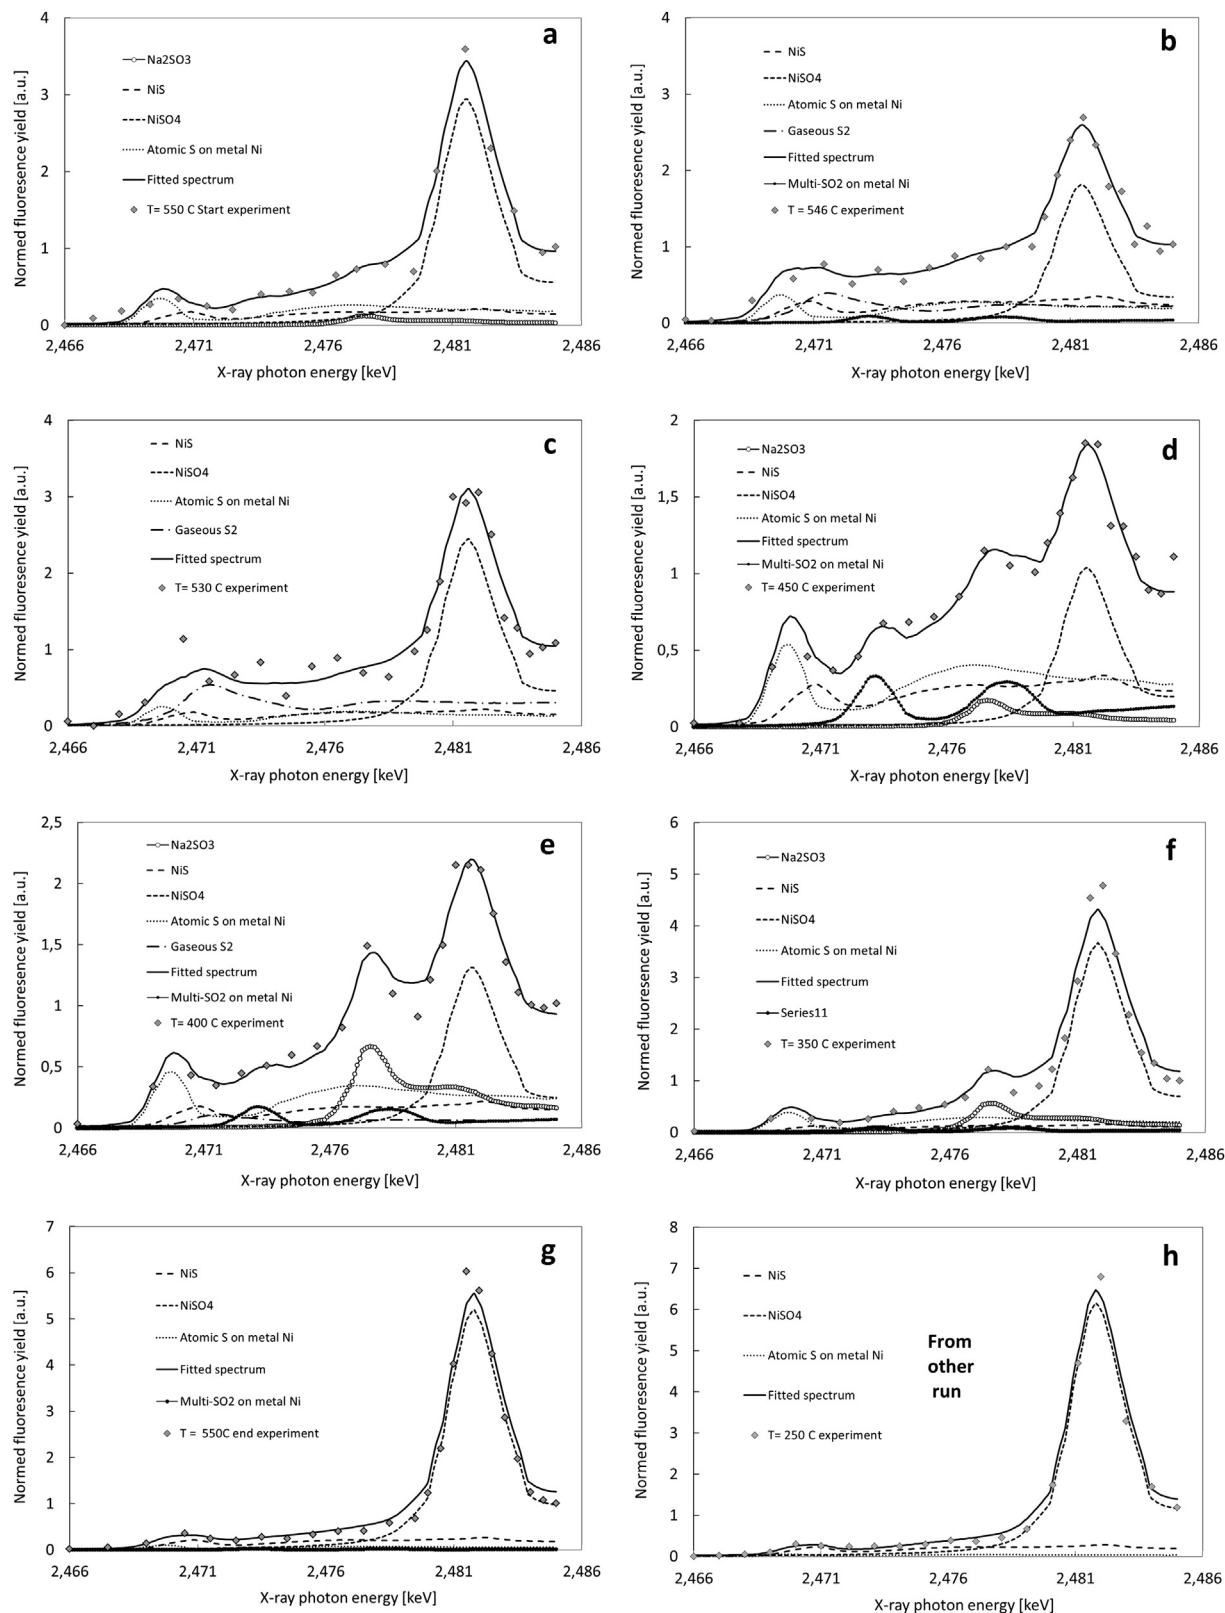 a
Normed fluoresence yield [a.u.]
4
3
2
1
0
Na2SO3
NiS
NiSO4
Atomic S on metal Ni
Fitted spectrum
T= 550 C Start experiment
2,466 2,471 2,476 2,481 2,486
X-ray photon energy [keV]
b
Normed fluoresence yield [a.u.]
4
3
2
1
0
NiS
NiSO4
Atomic S on metal Ni
Gaseous S2
Fitted spectrum
Multi-SO2 on metal Ni
T = 546 C experiment
2,466 2,471 2,476 2,481 2,486
X-ray photon energy [keV]
c
Normed fluoresence yield [a.u.]
4
3
2
1
0
NiS
NiSO4
Atomic S on metal Ni
Gaseous S2
Fitted spectrum
T= 530 C experiment
2,466 2,471 2,476 2,481 2,486
X-ray photon energy [keV]
d
Normed fluoresence yield [a.u.]
2
1,5
1
0,5
0
Na2SO3
NiS
NiSO4
Atomic S on metal Ni
Fitted spectrum
Multi-SO2 on metal Ni
T= 450 C experiment
2,466 2,471 2,476 2,481 2,486
X-ray photon energy [keV]
e
Normed fluoresence yield [a.u.]
2,5
2
1,5
1
0,5
0
Na2SO3
NiS
NiSO4
Atomic S on metal Ni
Gaseous S2
Fitted spectrum
Multi-SO2 on metal Ni
T= 400 C experiment
2,466 2,471 2,476 2,481 2,486
X-ray photon energy [keV]
f
Normed fluoresence yield [a.u.]
6
5
4
3
2
1
0
Na2SO3
NiS
NiSO4
Atomic S on metal Ni
Fitted spectrum
Series11
T= 350 C experiment
2,466 2,471 2,476 2,481 2,486
X-ray photon energy [keV]
g
Normed fluoresence yield [a.u.]
7
6
5
4
3
2
1
0
NiS
NiSO4
Atomic S on metal Ni
Fitted spectrum
Multi-SO2 on metal Ni
T = 550C end experiment
2,466 2,471 2,476 2,481 2,486
X-ray photon energy [keV]
h
Normed fluoresence yield [a.u.]
8
7
6
5
4
3
2
1
0
NiS
NiSO4
Atomic S on metal Ni
Fitted spectrum
T= 250 C experiment
From
other
run
2,466 2,471 2,476 2,481 2,486
X-ray photon energy [keV]